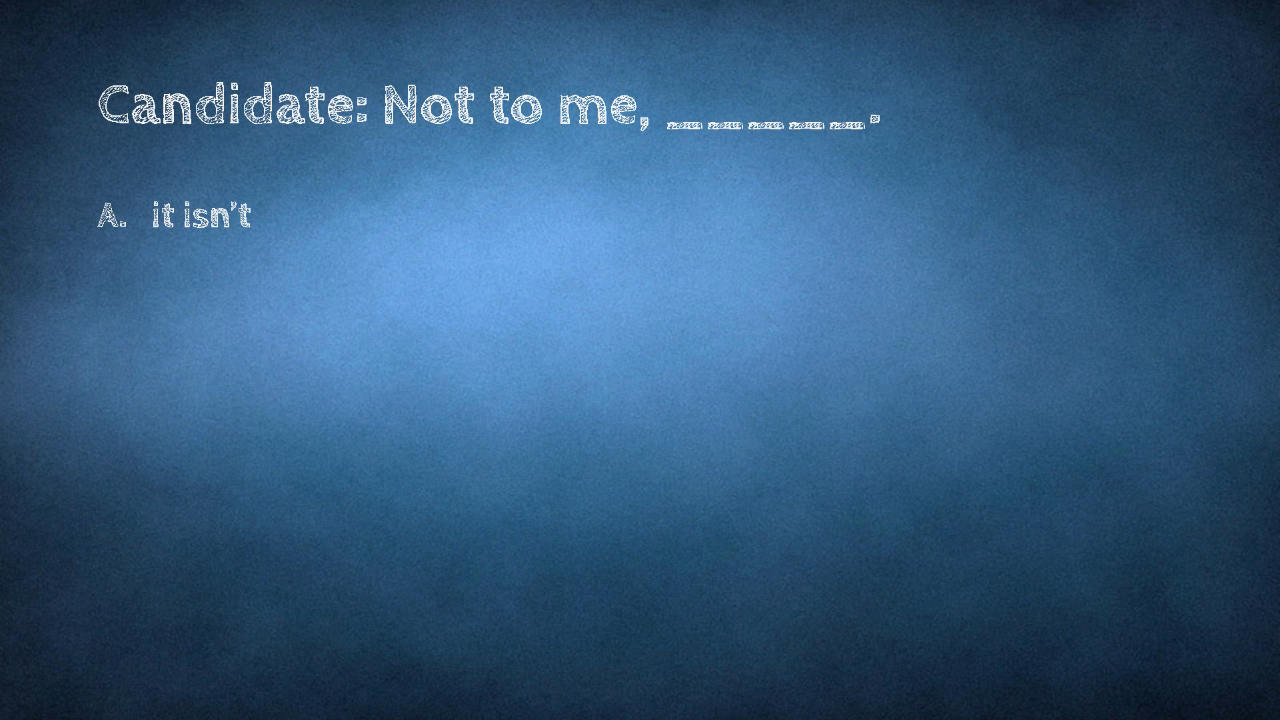 Candidate: Not to me, _____.
A. it isn't